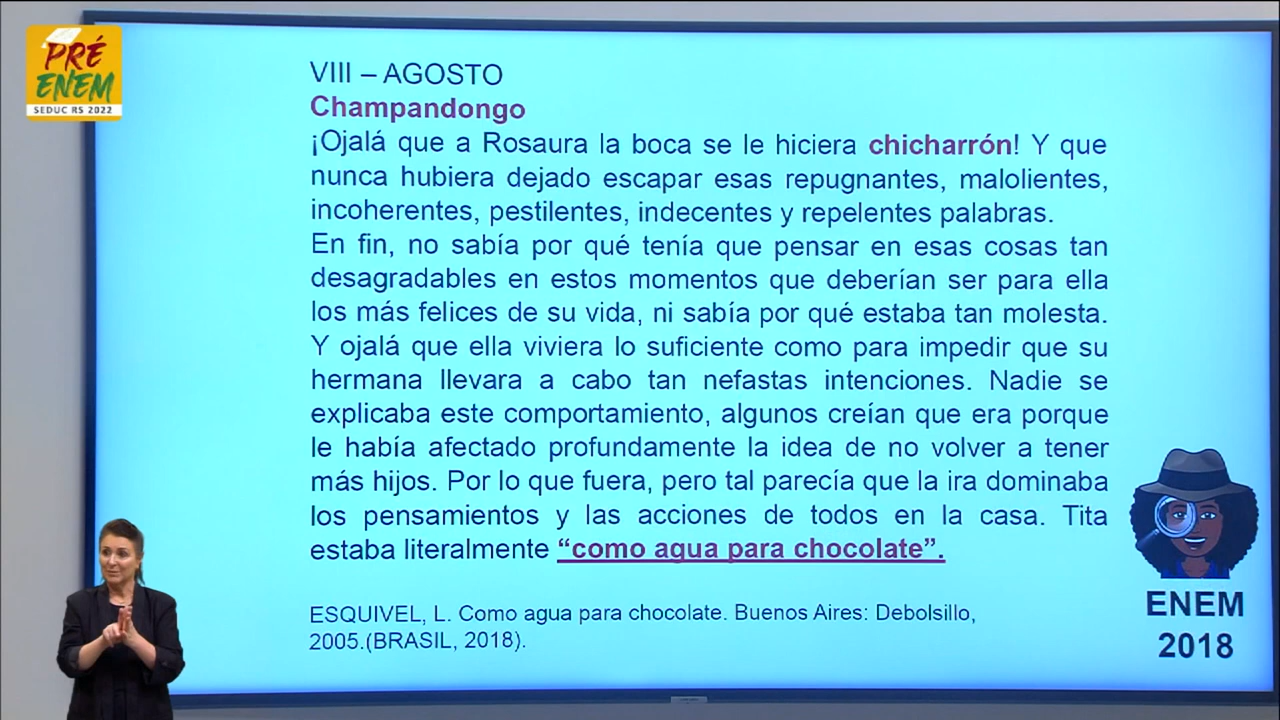 PRÉ
ENEM
SEDUC RS 2022
VIII – AGOSTO
Champandongo
¡Ojalá que a Rosaura la boca se le hiciera chicharrón! Y que
nunca hubiera dejado escapar esas repugnantes, malolientes,
incoherentes, pestilentes, indecentes y repelentes palabras.
En fin, no sabía por qué tenía que pensar en esas cosas tan
desagradables en estos momentos que deberían ser para ella
los más felices de su vida, ni sabía por qué estaba tan molesta.
Y ojalá que ella viviera lo suficiente como para impedir que su
hermana llevara a cabo tan nefastas intenciones. Nadie se
explicaba este comportamiento, algunos creían que era porque
le había afectado profundamente la idea de no volver a tener
más hijos. Por lo que fuera, pero tal parecía que la ira dominaba
los pensamientos y las acciones de todos en la casa. Tita
estaba literalmente “como agua para chocolate”.
ESQUIVEL, L. Como agua para chocolate. Buenos Aires: Debolsillo,
2005.(BRASIL, 2018).
ENEM
2018